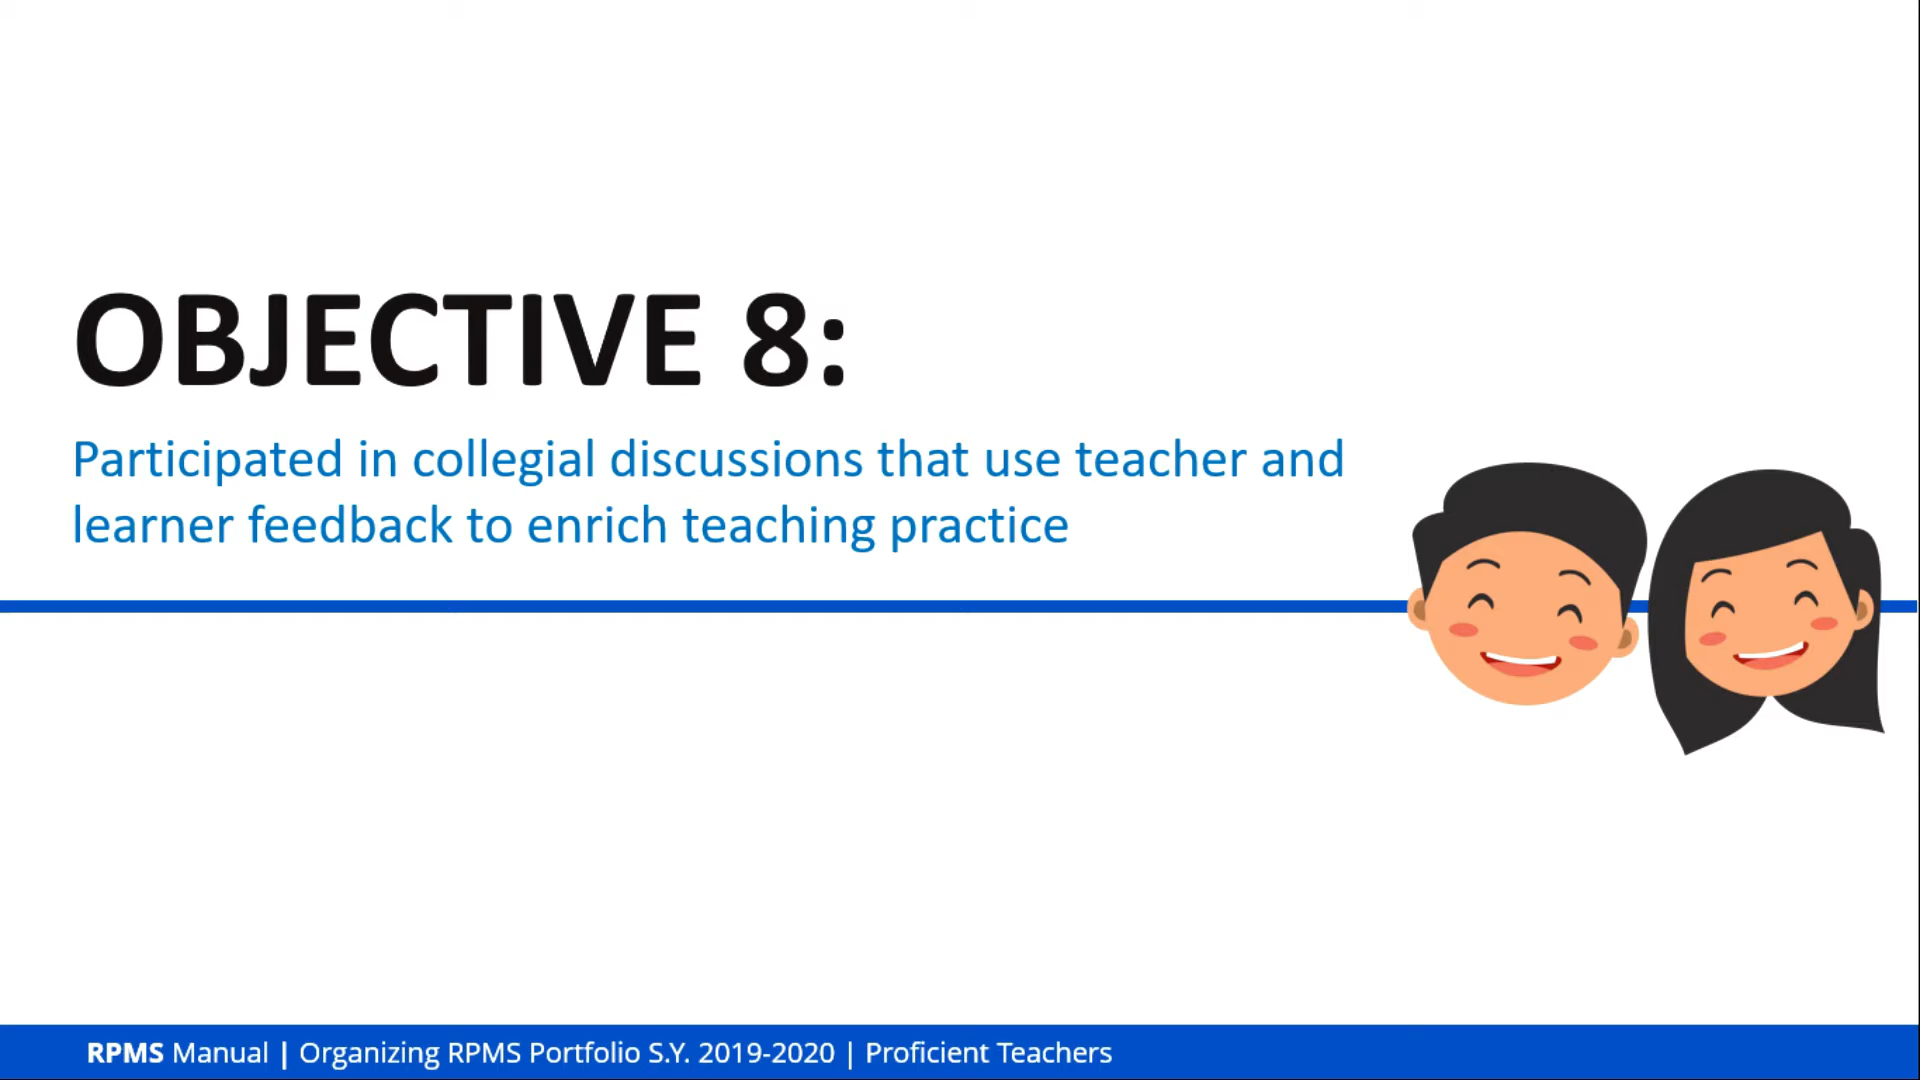 OBJECTIVE 8:
Participated in collegial discussions that use teacher and
learner feedback to enrich teaching practice
RPMS Manual | Organizing RPMS Portfolio S.Y. 2019-2020 | Proficient Teachers